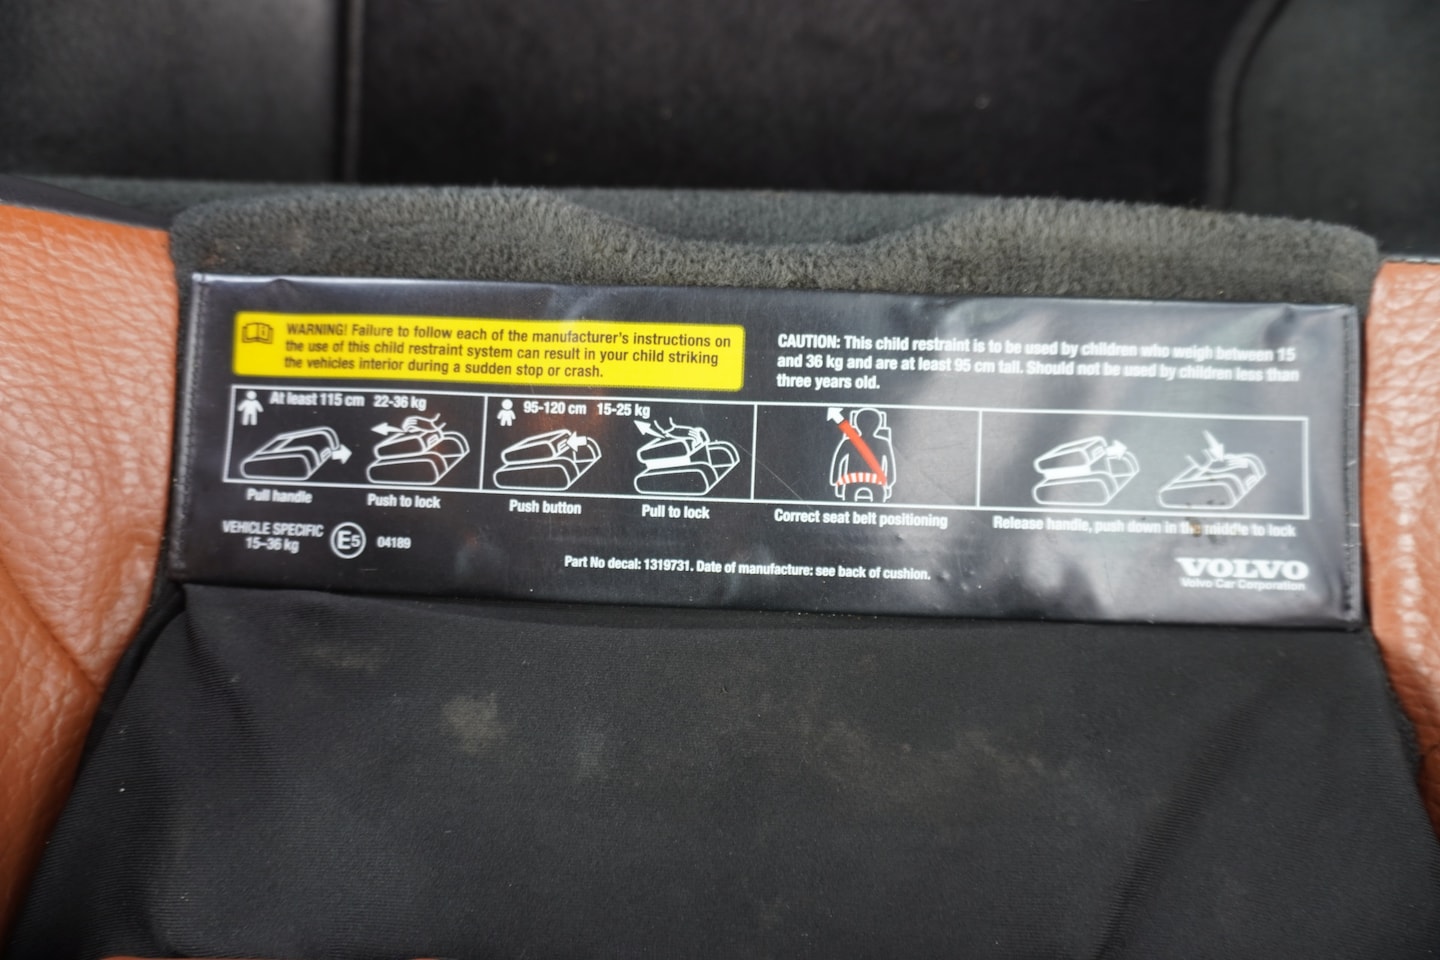 WARNING! Failure to follow each of the manufacturer's instructions on
the use of this child restraint system can result in your child striking
the vehicles interior during a sudden stop or crash.
CAUTION: This child restraint is to be used by children who weigh between 15
and 36 kg and are at least 95 cm tall. Should not be used by children less than
three years old.
At least 115 cm 22-36 kg
95-120 cm 15-25 kg
Pull handle
Push to lock
Push button
Pull to lock
Correct seat belt positioning
Release handle, push down in the middle to lock
VEHICLE SPECIFIC
15-36 kg
E5
04189
Part No decal: 1319731. Date of manufacture: see back of cushion.
VOLVO
Volvo Car Corporation